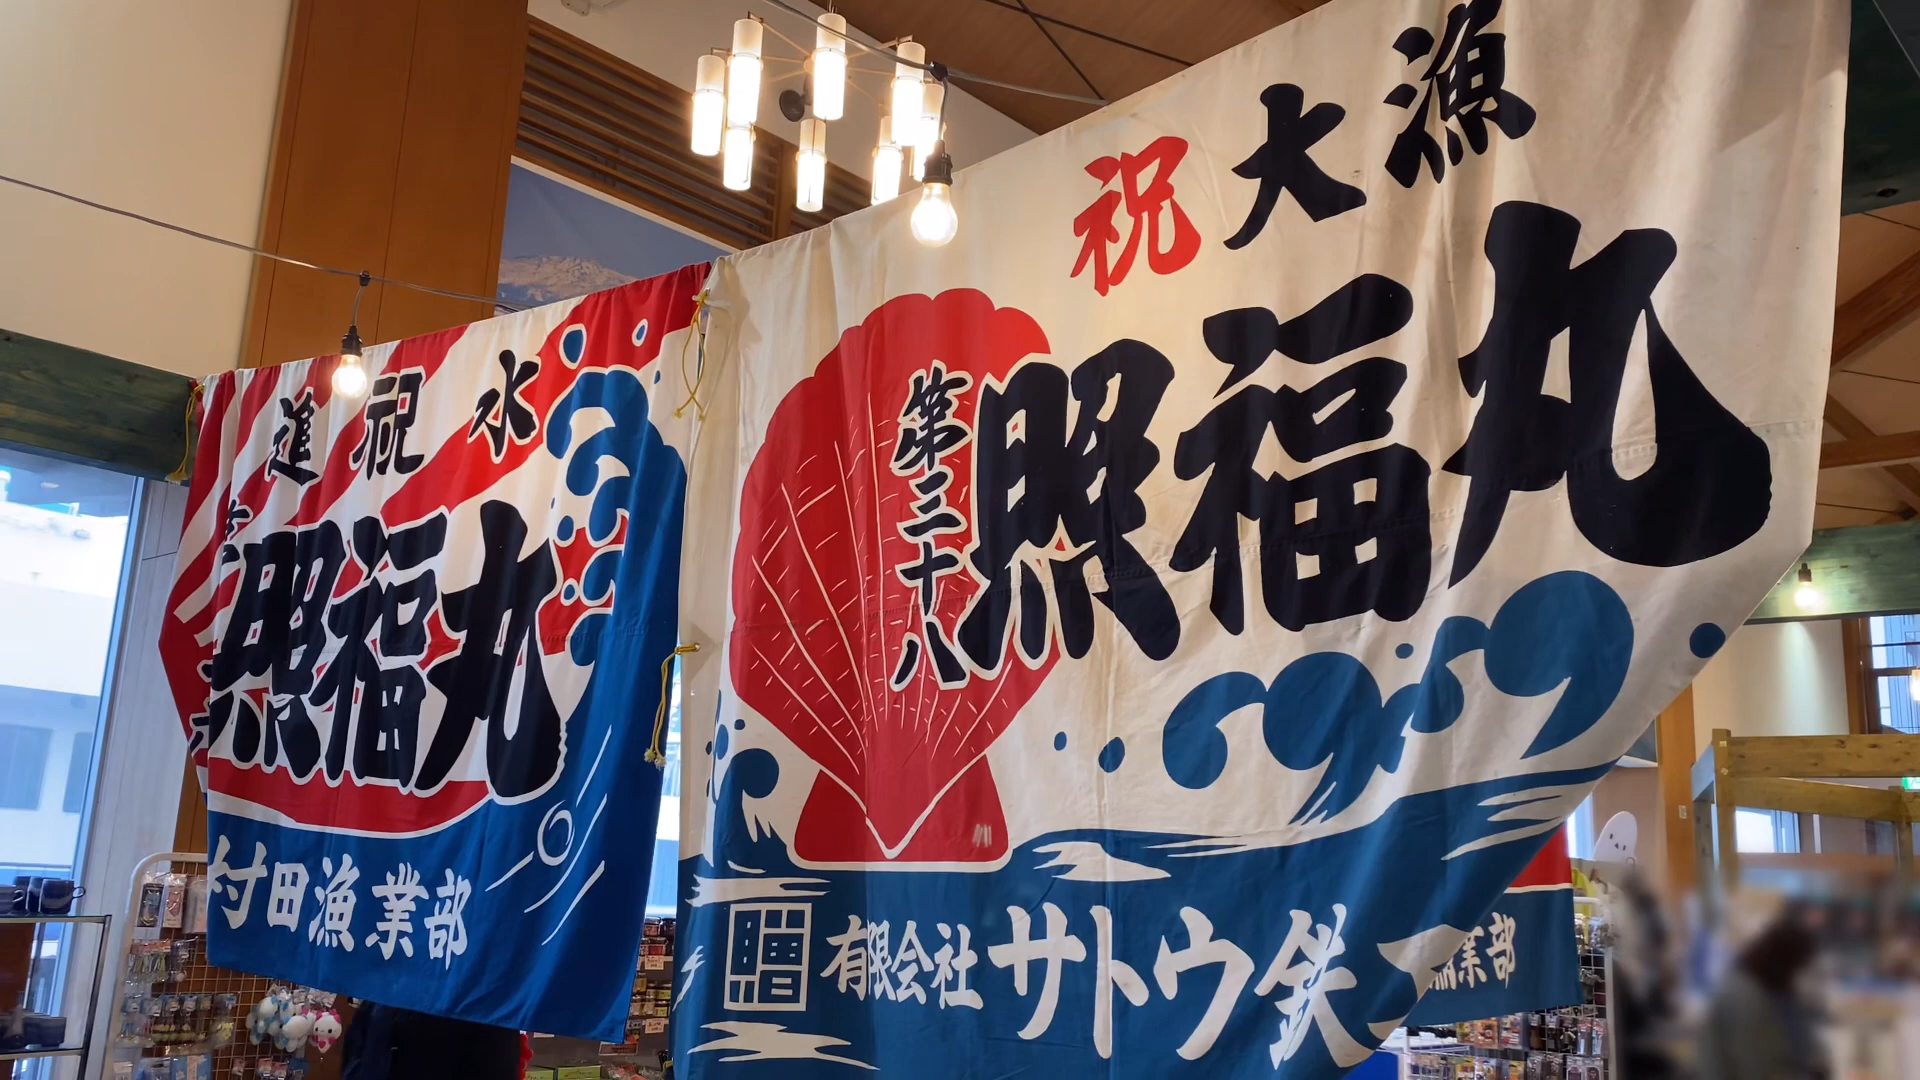 進祝水
照福丸
村田漁業部
祝大漁
第三十八
照福丸
贈
有限会社サトウ鉄
業部